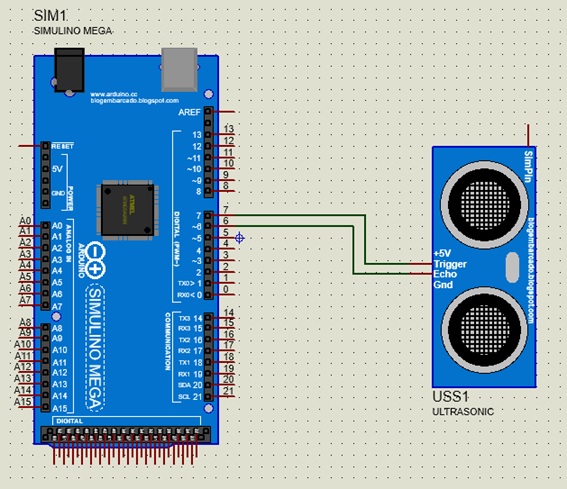 SIM1
SIMULINO MEGA
www.arduino.cc
blogembarcado.blogspot.com
AREF
13
13
12
12
~11
11
~10
10
~9
9
8
8
RESET
5V
GND
POWER
ATMEL
DIGITAL (PWM~)
7
7
~6
6
~5
5
4
4
~3
3
2
2
TX0>1
1
RX0<0
0
A0
A0
A1
A1
A2
A2
A3
A3
A4
A4
A5
A5
A6
A6
A7
A7
ANALOG IN
ARDUINO
SIMULINO MEGA
COMMUNICATION
TX3 14
14
RX3 15
15
TX2 16
16
RX2 17
17
TX1 18
18
RX1 19
19
SDA 20
20
SCL 21
21
A8
A8
A9
A9
A10
A10
A11
A11
A12
A12
A13
A13
A14
A14
A15
A15
DIGITAL
SimPin
blogembarcado.blogspot.com
+5V
Trigger
Echo
Gnd
USS1
ULTRASONIC